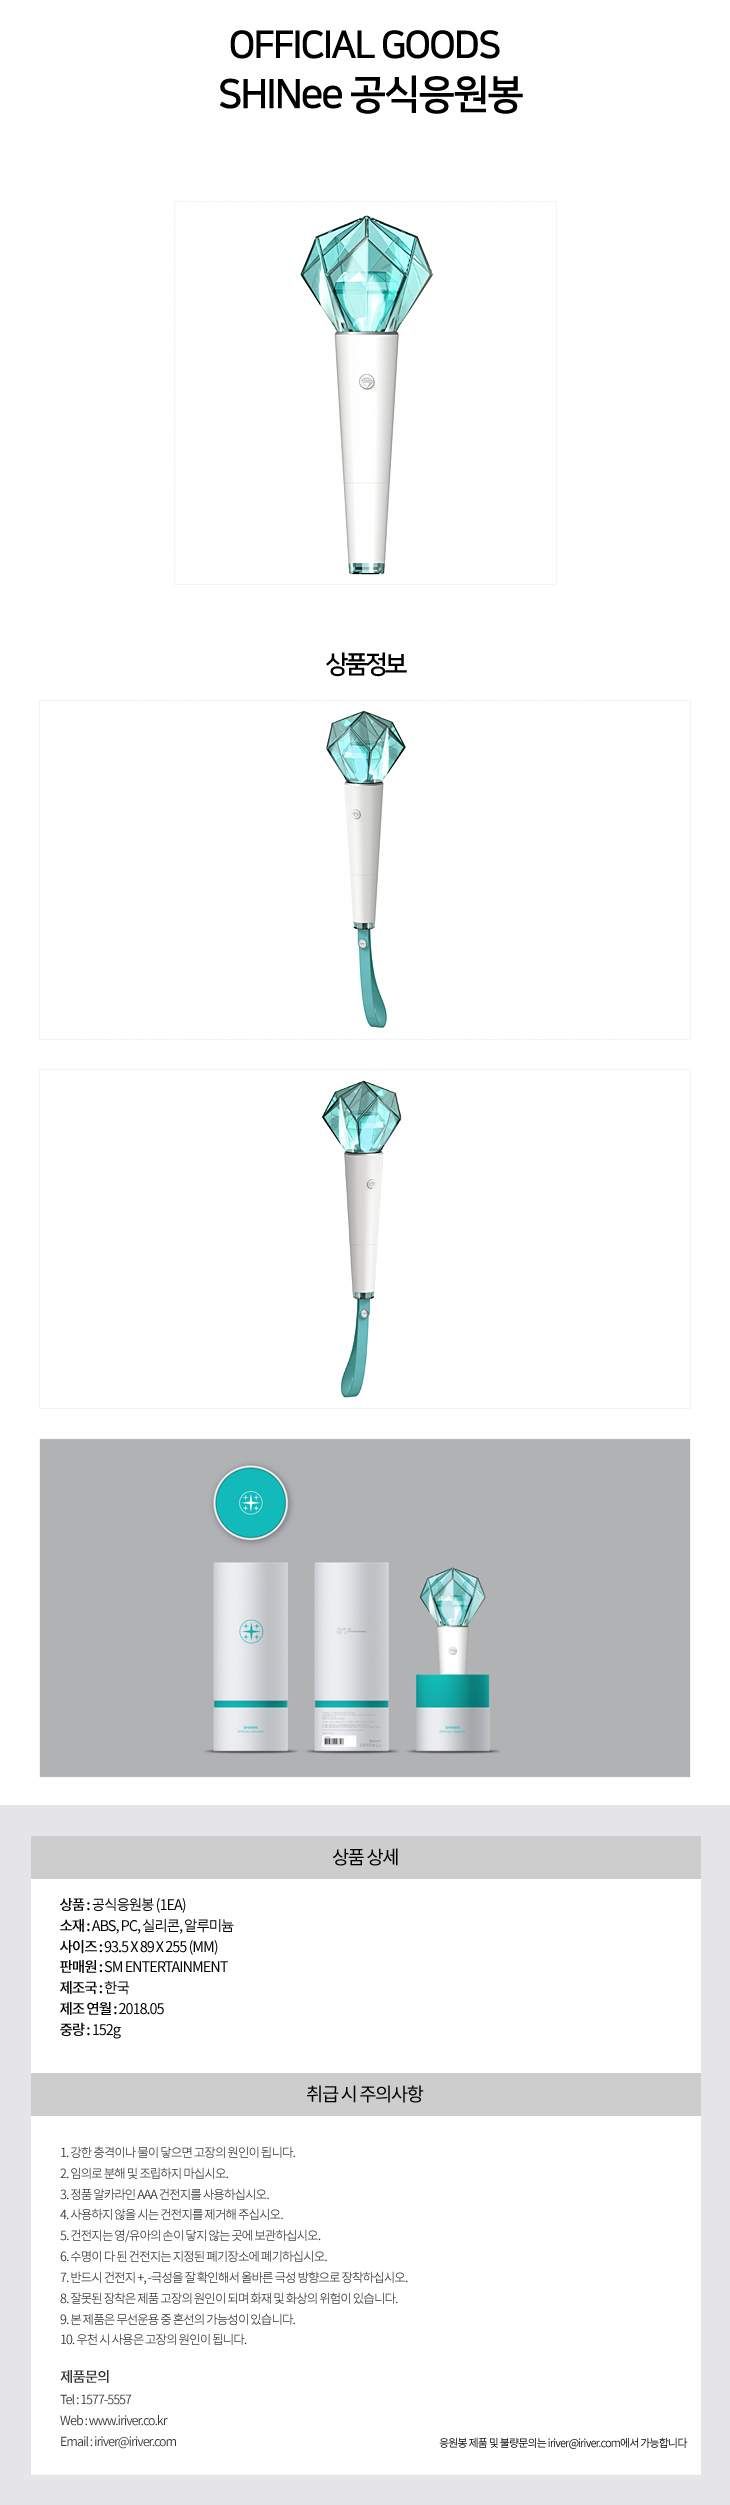 OFFICIAL GOODS
SHINee 공식응원봉
상품정보
상품 상세
상품 : 공식응원봉 (1EA)
소재 : ABS, PC, 실리콘, 알루미늄
사이즈 : 93.5 X 89 X 255 (MM)
판매원 : SM ENTERTAINMENT
제조국 : 한국
제조 연월 : 2018.05
중량 : 152g
취급 시 주의사항
1. 강한 충격이나 물이 닿으면 고장의 원인이 됩니다.
2. 임의로 분해 및 조립하지 마십시오.
3. 정품 알카라인 AAA 건전지를 사용하십시오.
4. 사용하지 않을 시는 건전지를 제거해 주십시오.
5. 건전지는 영/유아의 손이 닿지 않는 곳에 보관하십시오.
6. 수명이 다 된 건전지는 지정된 폐기장소에 폐기하십시오.
7. 반드시 건전지 +, -극성을 잘 확인해서 올바른 극성 방향으로 장착하십시오.
8. 잘못된 장착은 제품 고장의 원인이 되며 화재 및 화상의 위험이 있습니다.
9. 본 제품은 무선운용 중 혼선의 가능성이 있습니다.
10. 우천 시 사용은 고장의 원인이 됩니다.
제품문의
Tel : 1577-5557
Web : www.iriver.co.kr
Email : iriver@iriver.com
응원봉 제품 및 불량문의는 iriver@iriver.com에서 가능합니다